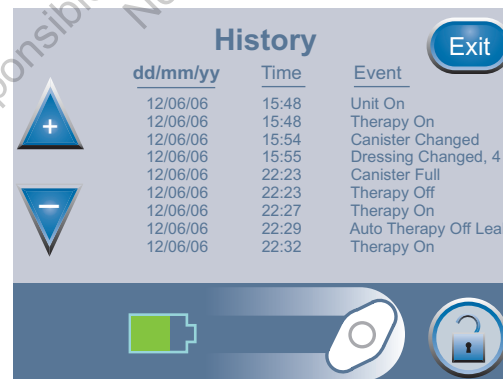 History
Exit
dd/mm/yy Time Event
12/06/06 15:48 Unit On
12/06/06 15:48 Therapy On
12/06/06 15:54 Canister Changed
12/06/06 15:55 Dressing Changed, 4
12/06/06 22:23 Canister Full
12/06/06 22:23 Therapy Off
12/06/06 22:27 Therapy On
12/06/06 22:29 Auto Therapy Off
12/06/06 22:32 Therapy On
+
−